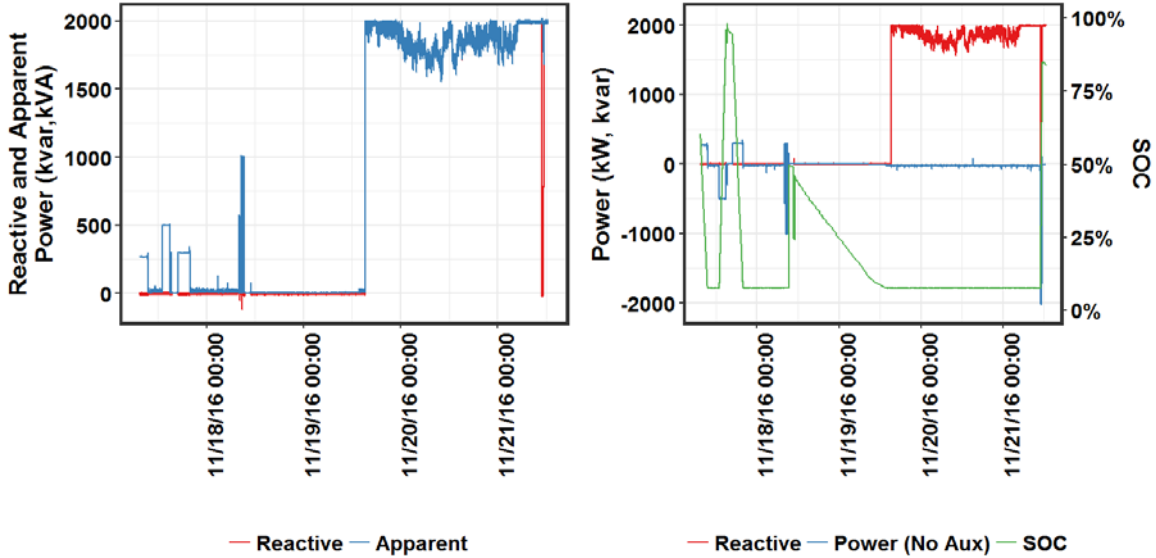 Reactive and Apparent
Power (kvar,kVA)
2000
1500
1000
500
0
11/18/16 00:00
11/19/16 00:00
11/20/16 00:00
11/21/16 00:00
Reactive
Apparent
Power (kW, kvar)
2000
1000
0
-1000
-2000
100%
75%
50%
25%
0%
SOC
11/18/16 00:00
11/19/16 00:00
11/20/16 00:00
11/21/16 00:00
Reactive
Power (No Aux)
SOC